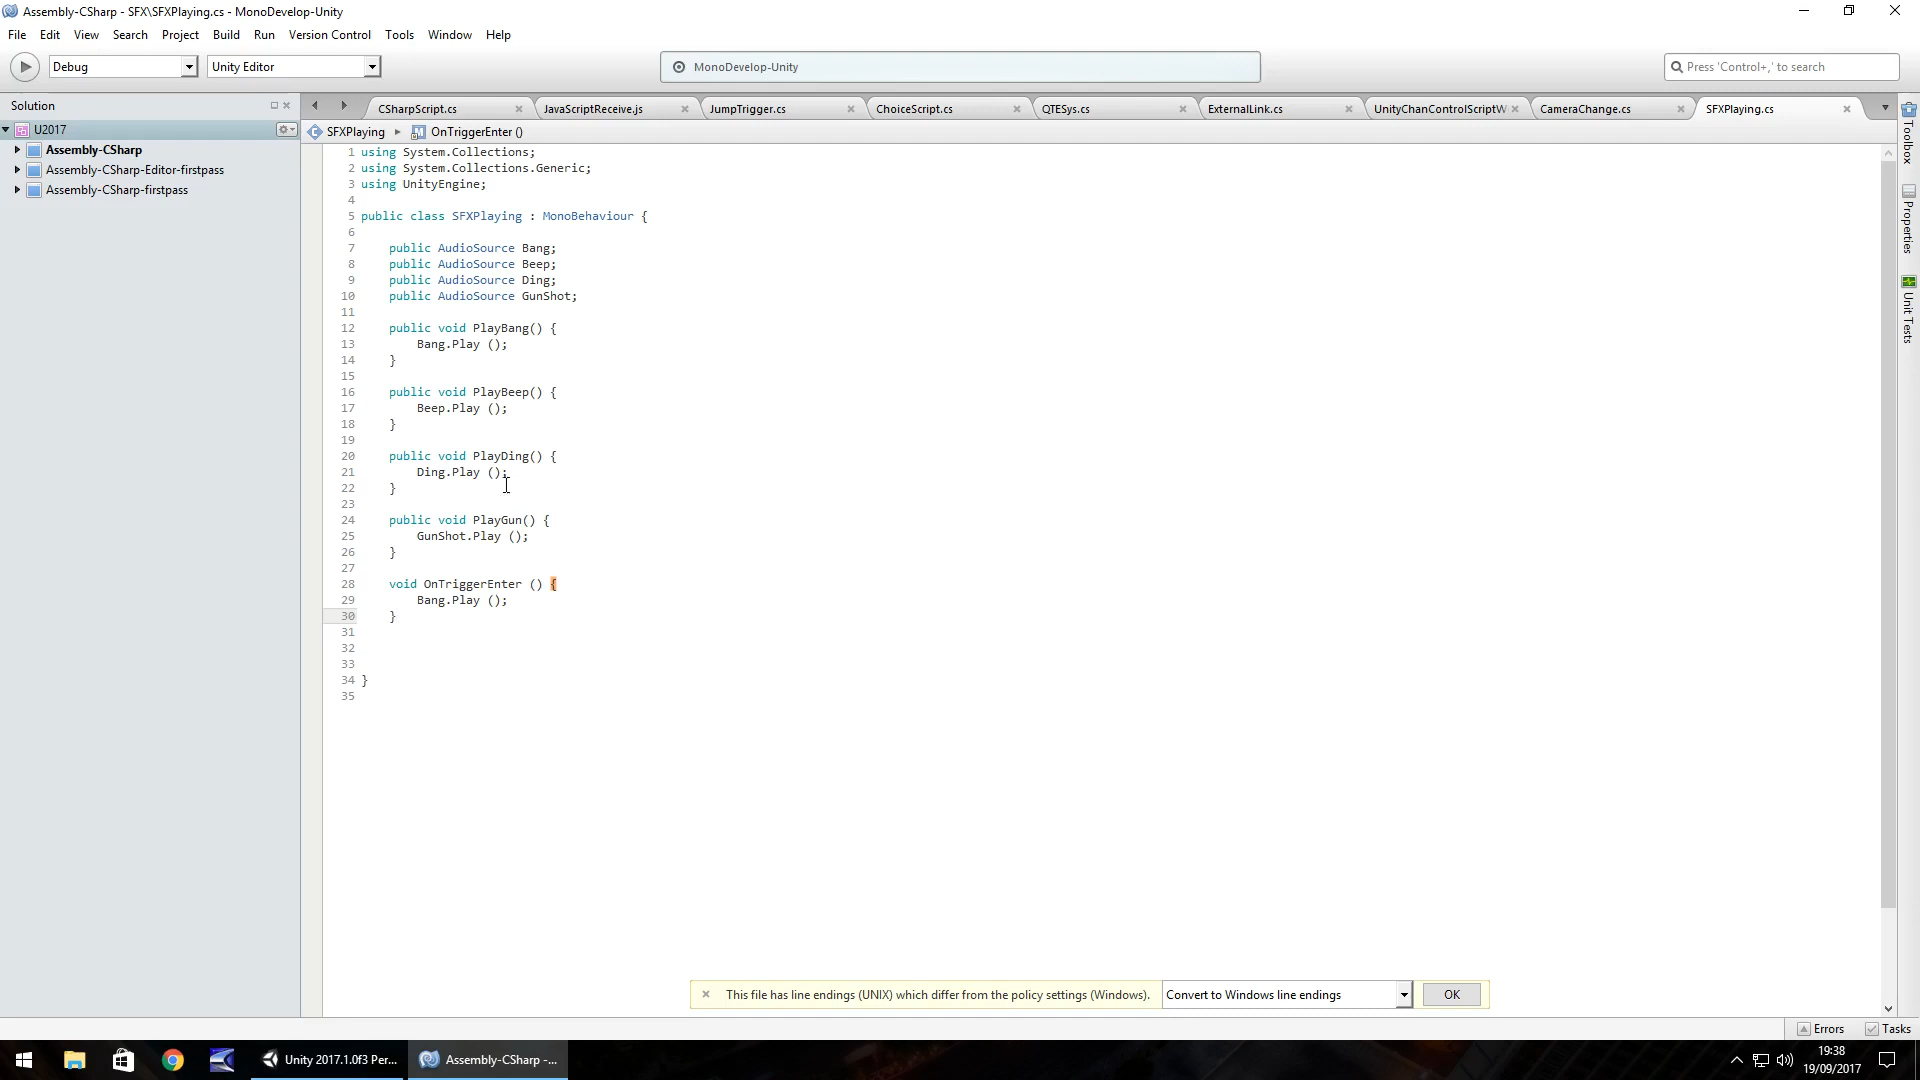 Assembly-CSharp - SFX\SFXPlaying.cs - MonoDevelop-Unity
File Edit View Search Project Build Run Version Control Tools Window Help
Debug Unity Editor MonoDevelop-Unity Press 'Control+,' to search
Solution
CSharpScript.cs JavaScriptReceive.js JumpTrigger.cs ChoiceScript.cs QTESys.cs ExternalLink.cs UnityChanControlScriptW CameraChange.cs SFXPlaying.cs
U2017
SFXPlaying OnTriggerEnter ()
Assembly-CSharp
Assembly-CSharp-Editor-firstpass
Assembly-CSharp-firstpass
Toolbox
Properties
Unit Tests
1 using System.Collections;
2 using System.Collections.Generic;
3 using UnityEngine;
4
5 public class SFXPlaying : MonoBehaviour {
6
7 public AudioSource Bang;
8 public AudioSource Beep;
9 public AudioSource Ding;
10 public AudioSource GunShot;
11
12 public void PlayBang() {
13 Bang.Play ();
14 }
15
16 public void PlayBeep() {
17 Beep.Play ();
18 }
19
20 public void PlayDing() {
21 Ding.Play ();
22 }
23
24 public void PlayGun() {
25 GunShot.Play ();
26 }
27
28 void OnTriggerEnter () {
29 Bang.Play ();
30 }
31
32
33
34 }
35
This file has line endings (UNIX) which differ from the policy settings (Windows). Convert to Windows line endings OK
Errors Tasks
Unity 2017.1.0f3 Per... Assembly-CSharp -...
19:38
19/09/2017